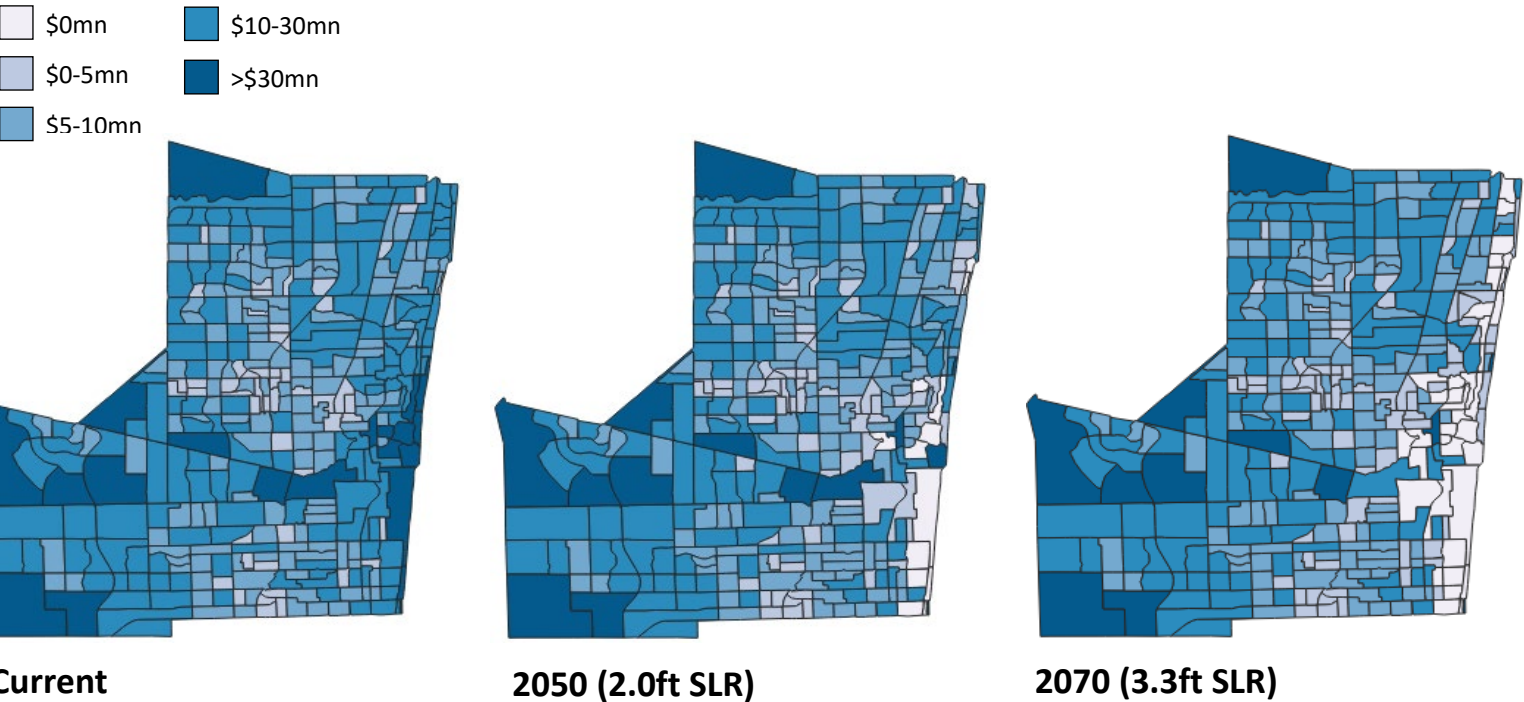 $0mn
$10-30mn
$0-5mn
>$30mn
$5-10mn
Current
2050 (2.0ft SLR)
2070 (3.3ft SLR)